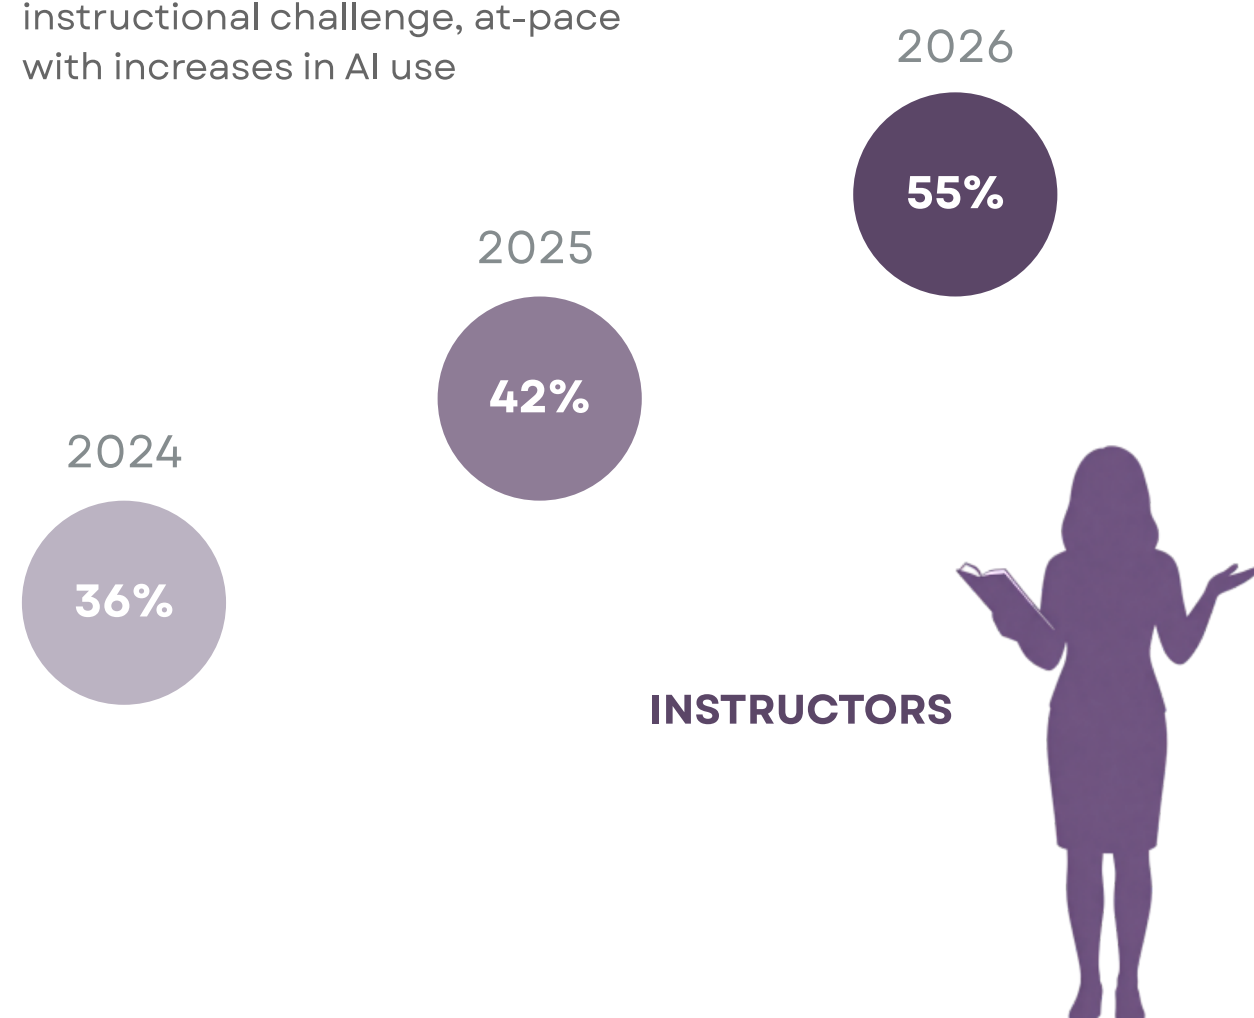 instructional challenge, at-pace
with increases in AI use
2026
55%
2025
42%
2024
36%
INSTRUCTORS